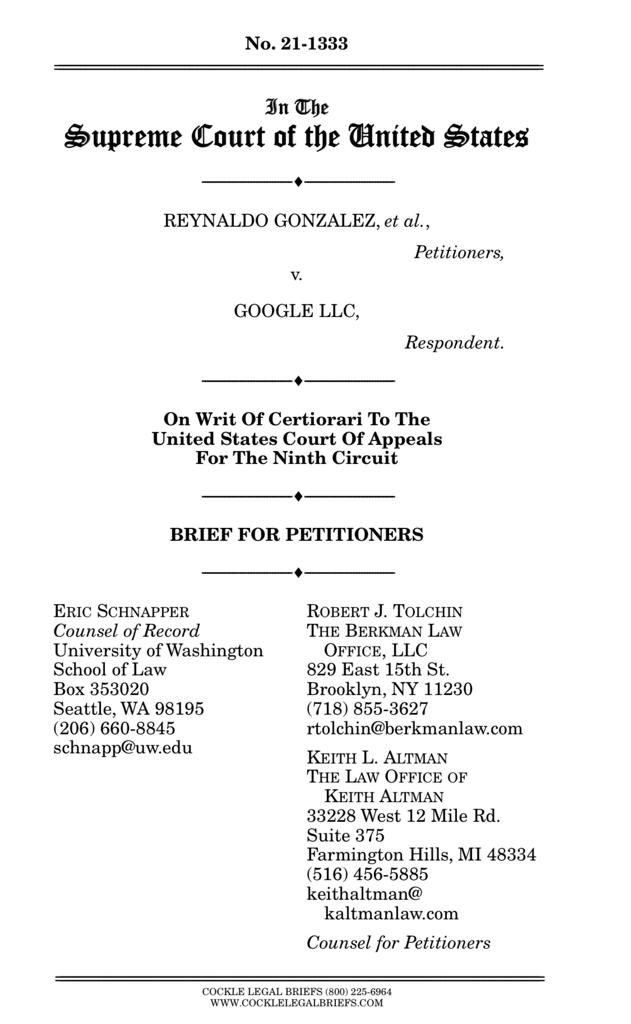 No. 21-1333
In The
Supreme Court of the United States
REYNALDO GONZALEZ, et al.,
Petitioners,
v.
GOOGLE LLC,
Respondent.
On Writ Of Certiorari To The
United States Court Of Appeals
For The Ninth Circuit
BRIEF FOR PETITIONERS
ERIC SCHNAPPER
Counsel of Record
University of Washington
School of Law
Box 353020
Seattle, WA 98195
(206) 660-8845
schnapp@uw.edu
ROBERT J. TOLCHIN
THE BERKMAN LAW
OFFICE, LLC
829 East 15th St.
Brooklyn, NY 11230
(718) 855-3627
rtolchin@berkmanlaw.com
KEITH L. ALTMAN
THE LAW OFFICE OF
KEITH ALTMAN
33228 West 12 Mile Rd.
Suite 375
Farmington Hills, MI 48334
(516) 456-5885
keithaltman@
kaltmanlaw.com
Counsel for Petitioners
COCKLE LEGAL BRIEFS (800) 225-6964
WWW.COCKLELEGALBRIEFS.COM